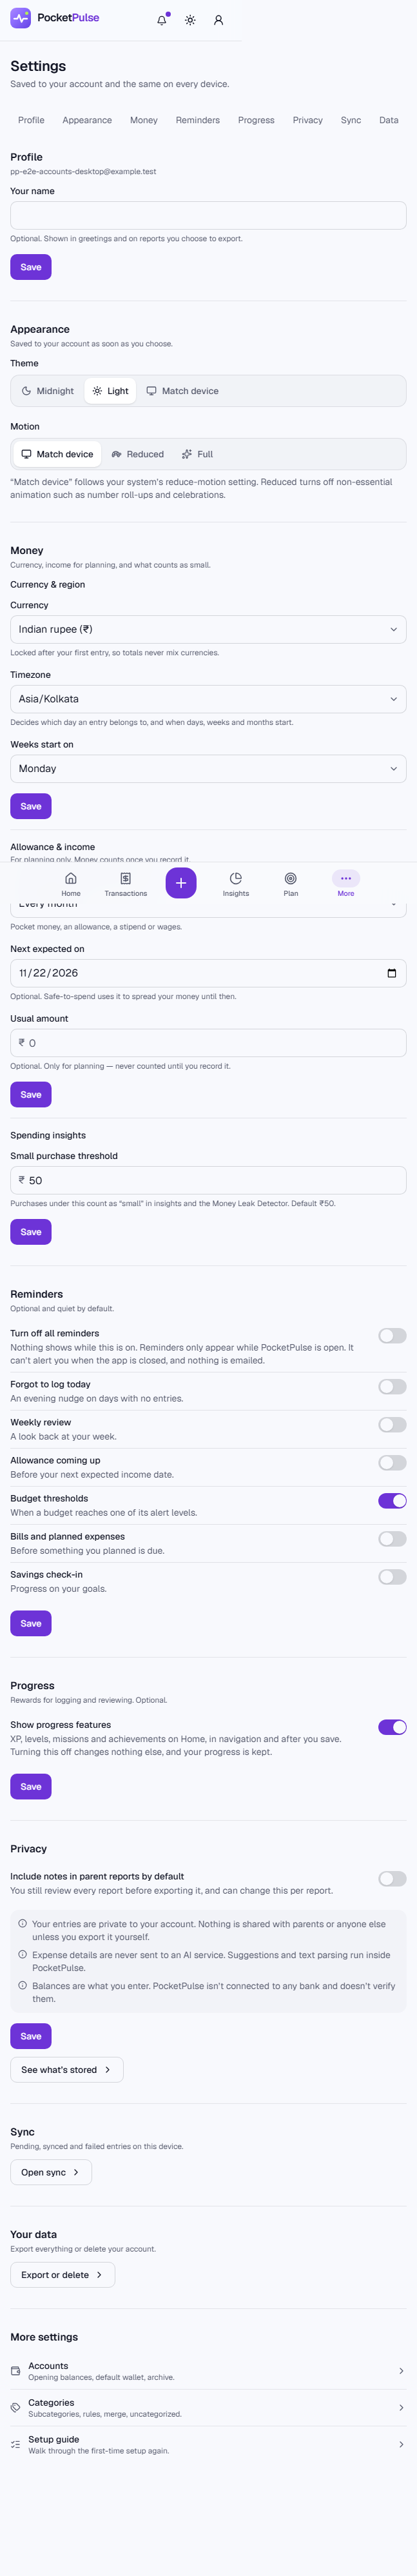 PocketPulse
Settings
Saved to your account and the same on every device.
Profile Appearance Money Reminders Progress Privacy Sync Data
Profile
pp-e2e-accounts-desktop@example.test
Your name
Optional. Shown in greetings and on reports you choose to export.
Save
Appearance
Saved to your account as soon as you choose.
Theme
Midnight Light Match device
Motion
Match device Reduced Full
“Match device” follows your system's reduce-motion setting. Reduced turns off non-essential
animation such as number roll-ups and celebrations.
Money
Currency, income for planning, and what counts as small.
Currency & region
Currency
Indian rupee (₹)
Locked after your first entry, so totals never mix currencies.
Timezone
Asia/Kolkata
Decides which day an entry belongs to, and when days, weeks and months start.
Weeks start on
Monday
Save
Allowance & income
For planning only. Money counts once you record it.
Home Transactions Insights Plan More
Every month
Pocket money, an allowance, a stipend or wages.
Next expected on
11/22/2026
Optional. Safe-to-spend uses it to spread your money until then.
Usual amount
₹ 0
Optional. Only for planning — never counted until you record it.
Save
Spending insights
Small purchase threshold
₹ 50
Purchases under this count as “small” in insights and the Money Leak Detector. Default ₹50.
Save
Reminders
Optional and quiet by default.
Turn off all reminders
Nothing shows while this is on. Reminders only appear while PocketPulse is open. It
can't alert you when the app is closed, and nothing is emailed.
Forgot to log today
An evening nudge on days with no entries.
Weekly review
A look back at your week.
Allowance coming up
Before your next expected income date.
Budget thresholds
When a budget reaches one of its alert levels.
Bills and planned expenses
Before something you planned is due.
Savings check-in
Progress on your goals.
Save
Progress
Rewards for logging and reviewing. Optional.
Show progress features
XP, levels, missions and achievements on Home, in navigation and after you save.
Turning this off changes nothing else, and your progress is kept.
Save
Privacy
Include notes in parent reports by default
You still review every report before exporting it, and can change this per report.
Your entries are private to your account. Nothing is shared with parents or anyone else
unless you export it yourself.
Expense details are never sent to an AI service. Suggestions and text parsing run inside
PocketPulse.
Balances are what you enter. PocketPulse isn't connected to any bank and doesn't verify
them.
Save
See what's stored
Sync
Pending, synced and failed entries on this device.
Open sync
Your data
Export everything or delete your account.
Export or delete
More settings
Accounts
Opening balances, default wallet, archive.
Categories
Subcategories, rules, merge, uncategorized.
Setup guide
Walk through the first-time setup again.